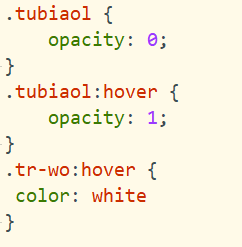 .tubiaol {
    opacity: 0;
}
.tubiaol:hover {
    opacity: 1;
}
.tr-wo:hover {
 color: white
}